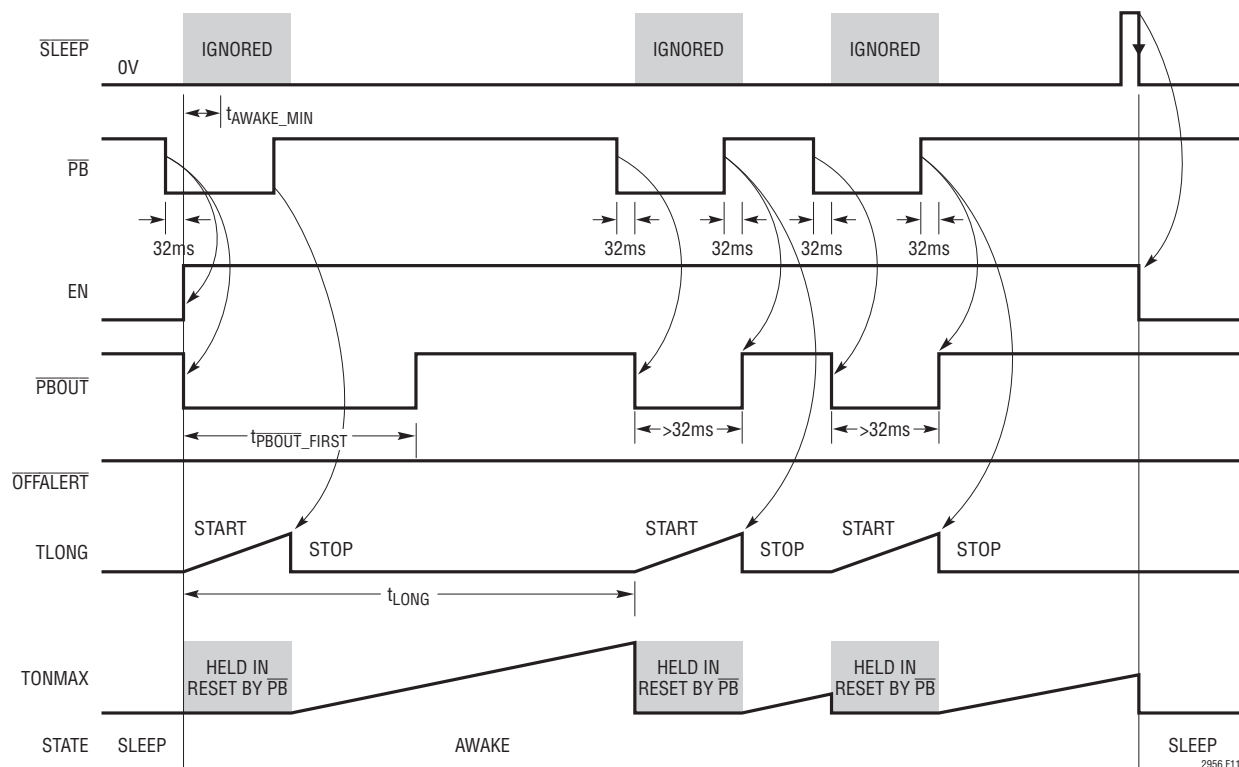 SLEEP
0V
IGNORED
IGNORED
IGNORED
tAWAKE_MIN
PB
32ms
32ms
32ms
32ms
32ms
EN
PBOUT
tPBOUT_FIRST
>32ms
>32ms
OFFALERT
TLONG
START
STOP
START
STOP
START
STOP
tLONG
TONMAX
HELD IN
RESET BY PB
HELD IN
RESET BY PB
HELD IN
RESET BY PB
STATE
SLEEP
AWAKE
SLEEP
2956 F11